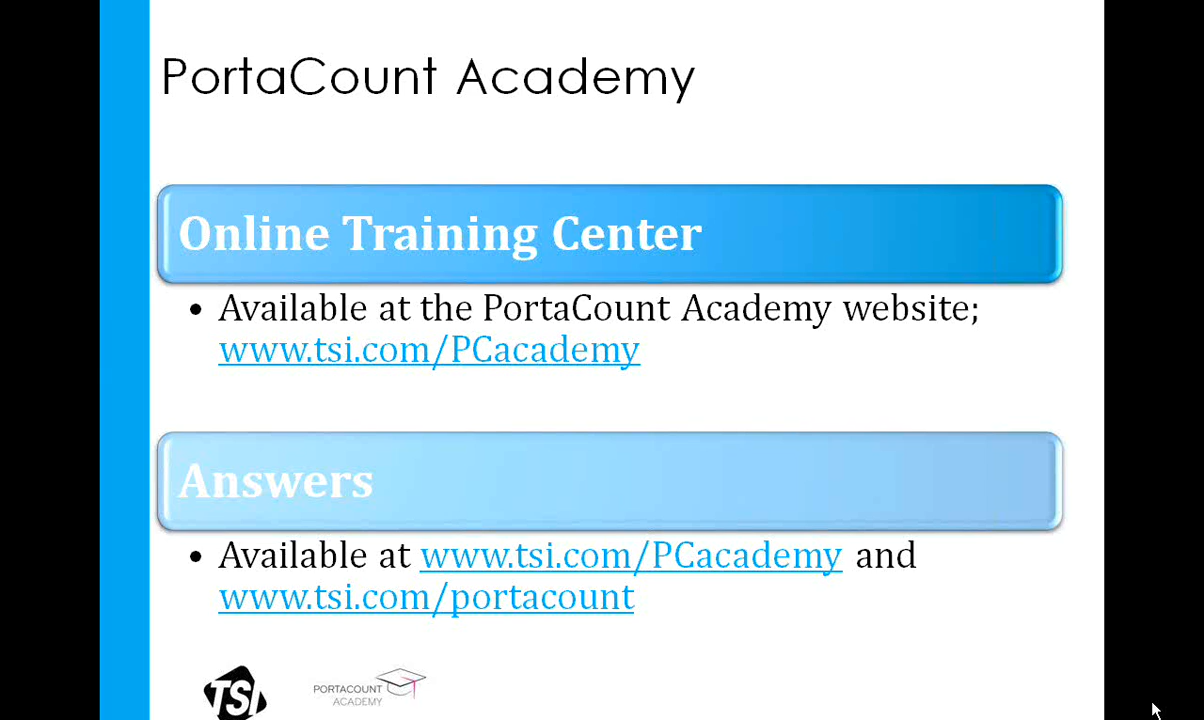 PortaCount Academy
Online Training Center
• Available at the PortaCount Academy website;
www.tsi.com/PCacademy
Answers
• Available at www.tsi.com/PCacademy and
www.tsi.com/portacount
TSI
PORTACOUNT
ACADEMY